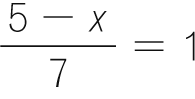 (5 − x)/7 = 1